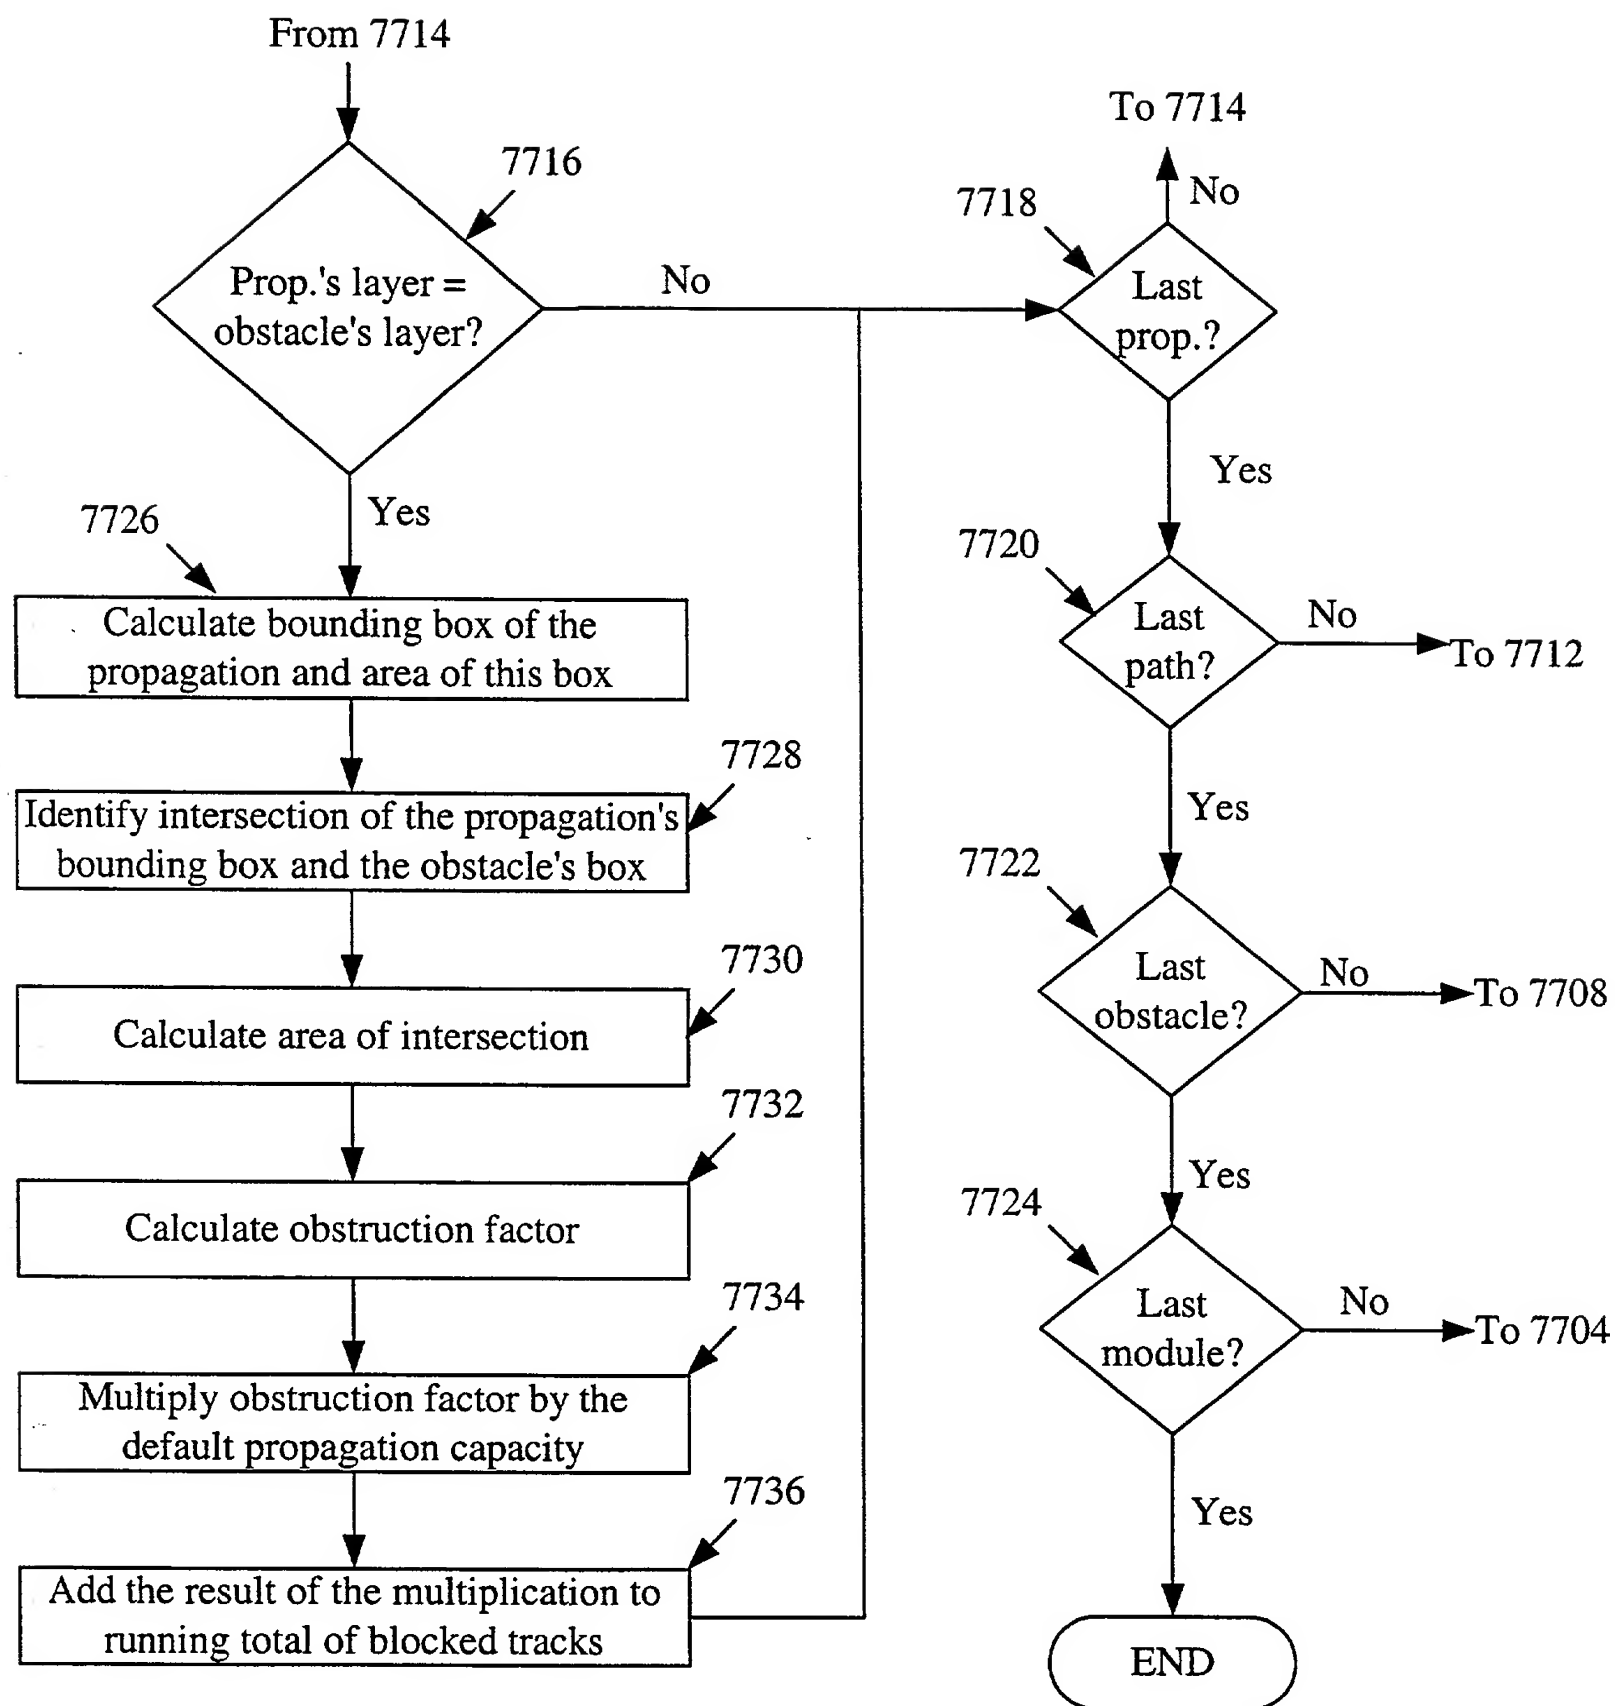 From 7714
7716
Prop.'s layer =
obstacle's layer?
No
Yes
7726
Calculate bounding box of the
propagation and area of this box
7728
Identify intersection of the propagation's
bounding box and the obstacle's box
7730
Calculate area of intersection
7732
Calculate obstruction factor
7734
Multiply obstruction factor by the
default propagation capacity
7736
Add the result of the multiplication to
running total of blocked tracks
To 7714
No
7718
Last
prop.?
Yes
7720
Last
path?
No
To 7712
Yes
7722
Last
obstacle?
No
To 7708
Yes
7724
Last
module?
No
To 7704
Yes
END